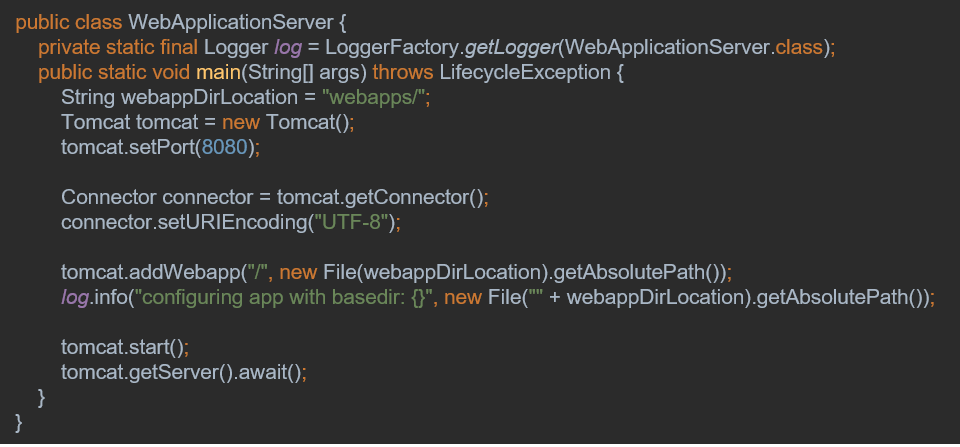 public class WebApplicationServer {
private static final Logger log = LoggerFactory.getLogger(WebApplicationServer.class);
public static void main(String[] args) throws LifecycleException {
String webappDirLocation = "webapps/";
Tomcat tomcat = new Tomcat();
tomcat.setPort(8080);
Connector connector = tomcat.getConnector();
connector.setURIEncoding("UTF-8");
tomcat.addWebapp("/", new File(webappDirLocation).getAbsolutePath());
log.info("configuring app with basedir: {}", new File("" + webappDirLocation).getAbsolutePath());
tomcat.start();
tomcat.getServer().await();
}
}